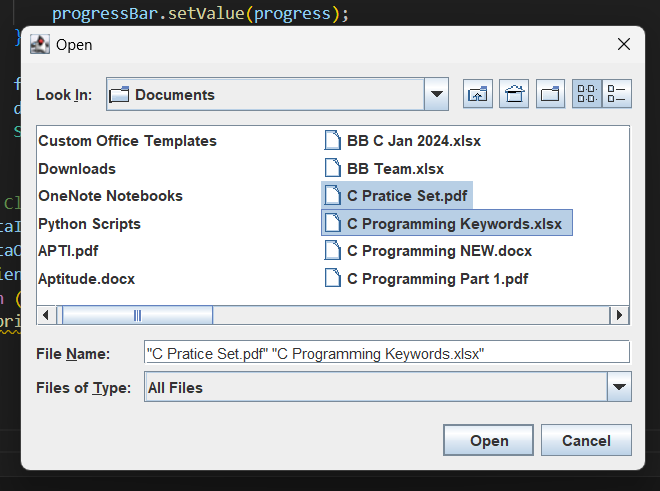 progressBar.setValue(progress);
}
Open
Look In: Documents
Custom Office Templates
Downloads
OneNote Notebooks
Python Scripts
APTI.pdf
Aptitude.docx
BB C Jan 2024.xlsx
BB Team.xlsx
C Pratice Set.pdf
C Programming Keywords.xlsx
C Programming NEW.docx
C Programming Part 1.pdf
File Name: "C Pratice Set.pdf" "C Programming Keywords.xlsx"
Files of Type: All Files
Open Cancel